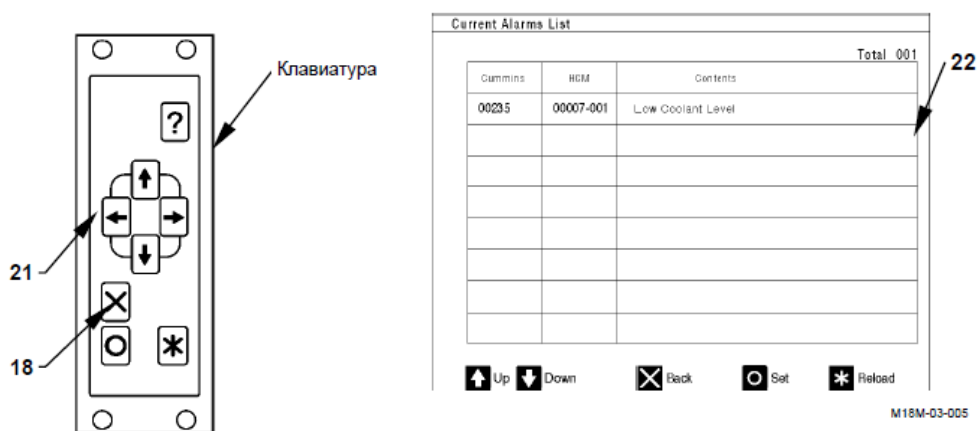 Current Alarms List
Total 001
22
Клавиатура
Cummins HCM Contents
00235 00007-001 Low Coolant Level
?
21
18
Up Down Back Set Reload
M18M-03-005